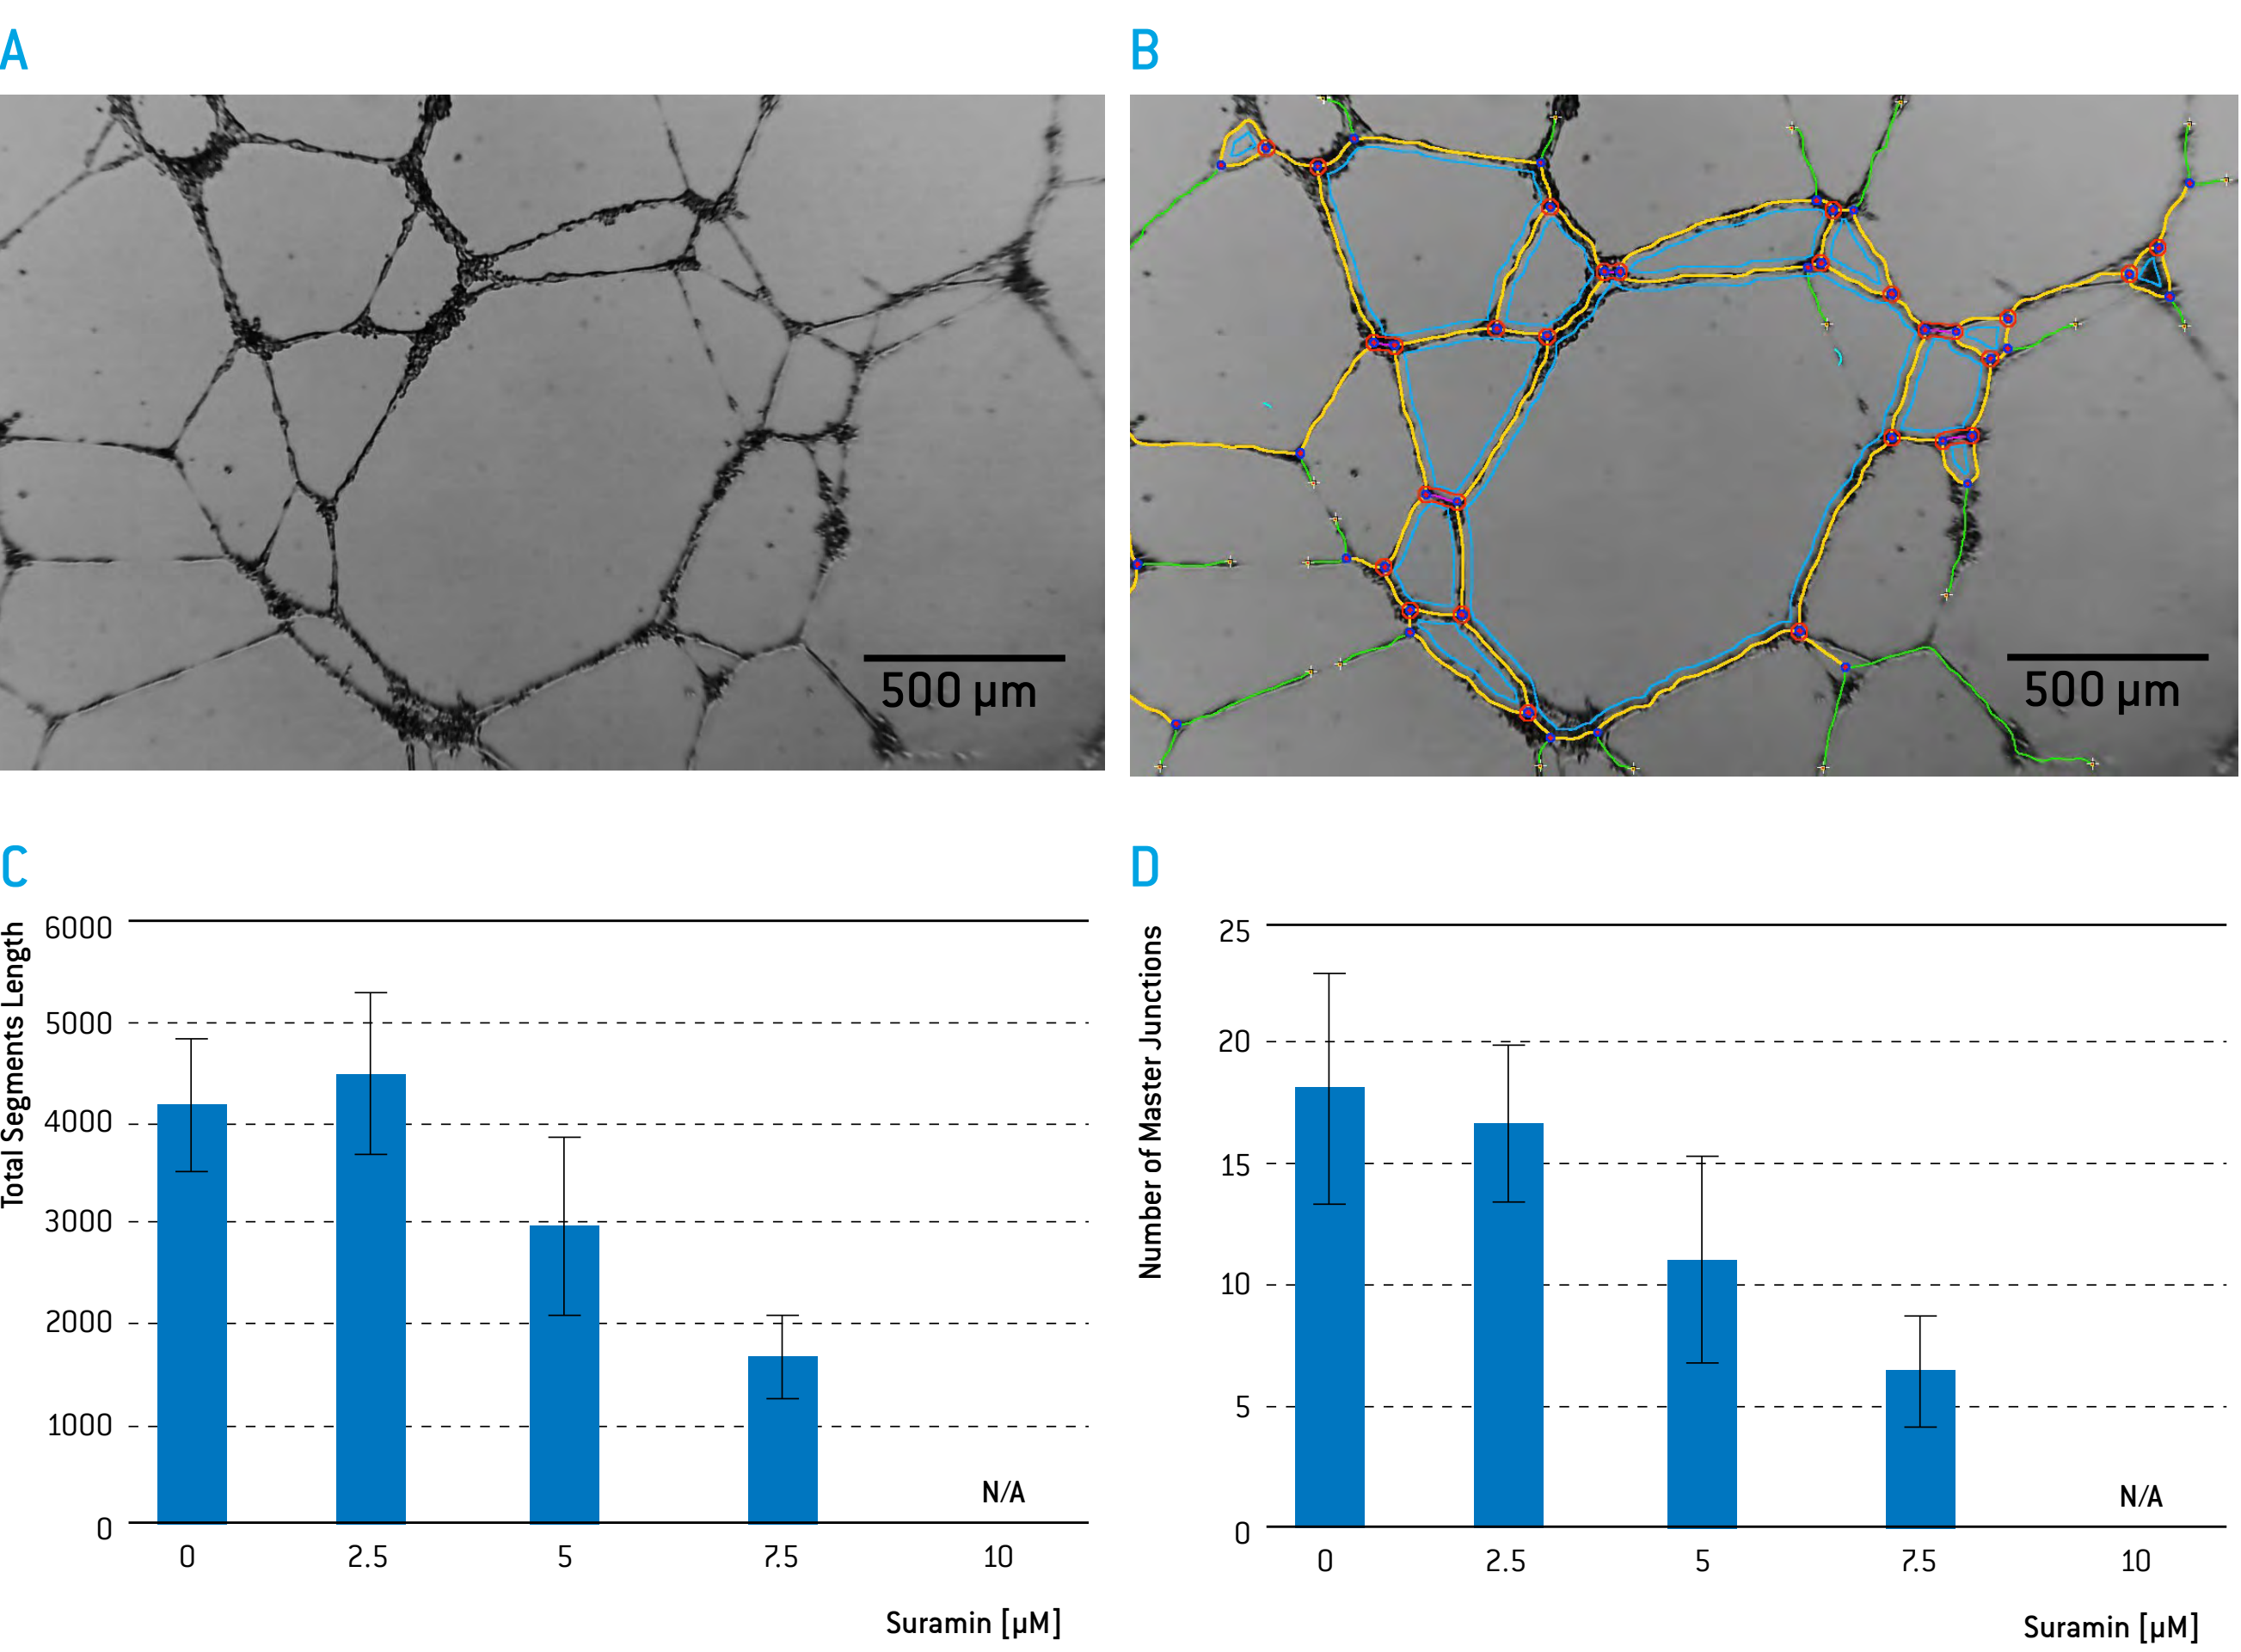 A
B
500 µm
500 µm
C
D
Total Segments Length
6000
5000
4000
3000
2000
1000
0
N/A
0 2.5 5 7.5 10
Suramin [µM]
Number of Master Junctions
25
20
15
10
5
0
N/A
0 2.5 5 7.5 10
Suramin [µM]